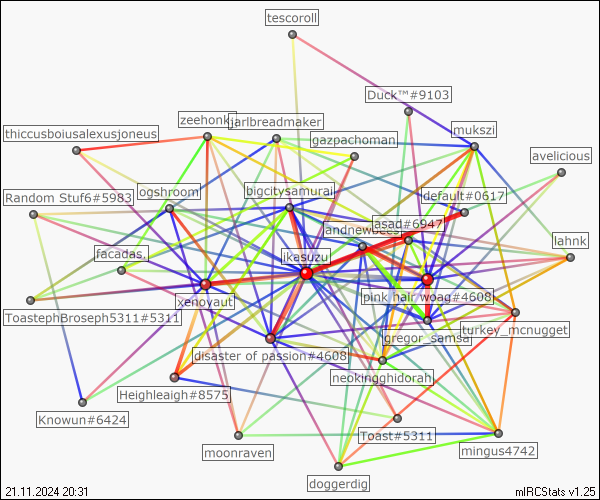 tescoroll
Duck™#9103
zeehonk
jarlbreadmaker
mukszi
thiccusboiusalexusjoneus
gazpachoman
avelicious
Random Stuf6#5983
ogshroom
bigcitysamurai
default#0617
landnewbees
asad#6947
lahnk
facadas.
ikasuzu
xenoyaut
pink hair woag#4608
ToastephBroseph5311#5311
turkey_mcnugget
gregor_samsa
disaster of passion#4608
neokingghidorah
Heighleaigh#8575
Knowun#6424
Toast#5311
moonraven
mingus4742
doggerdig
21.11.2024 20:31
mIRCStats v1.25